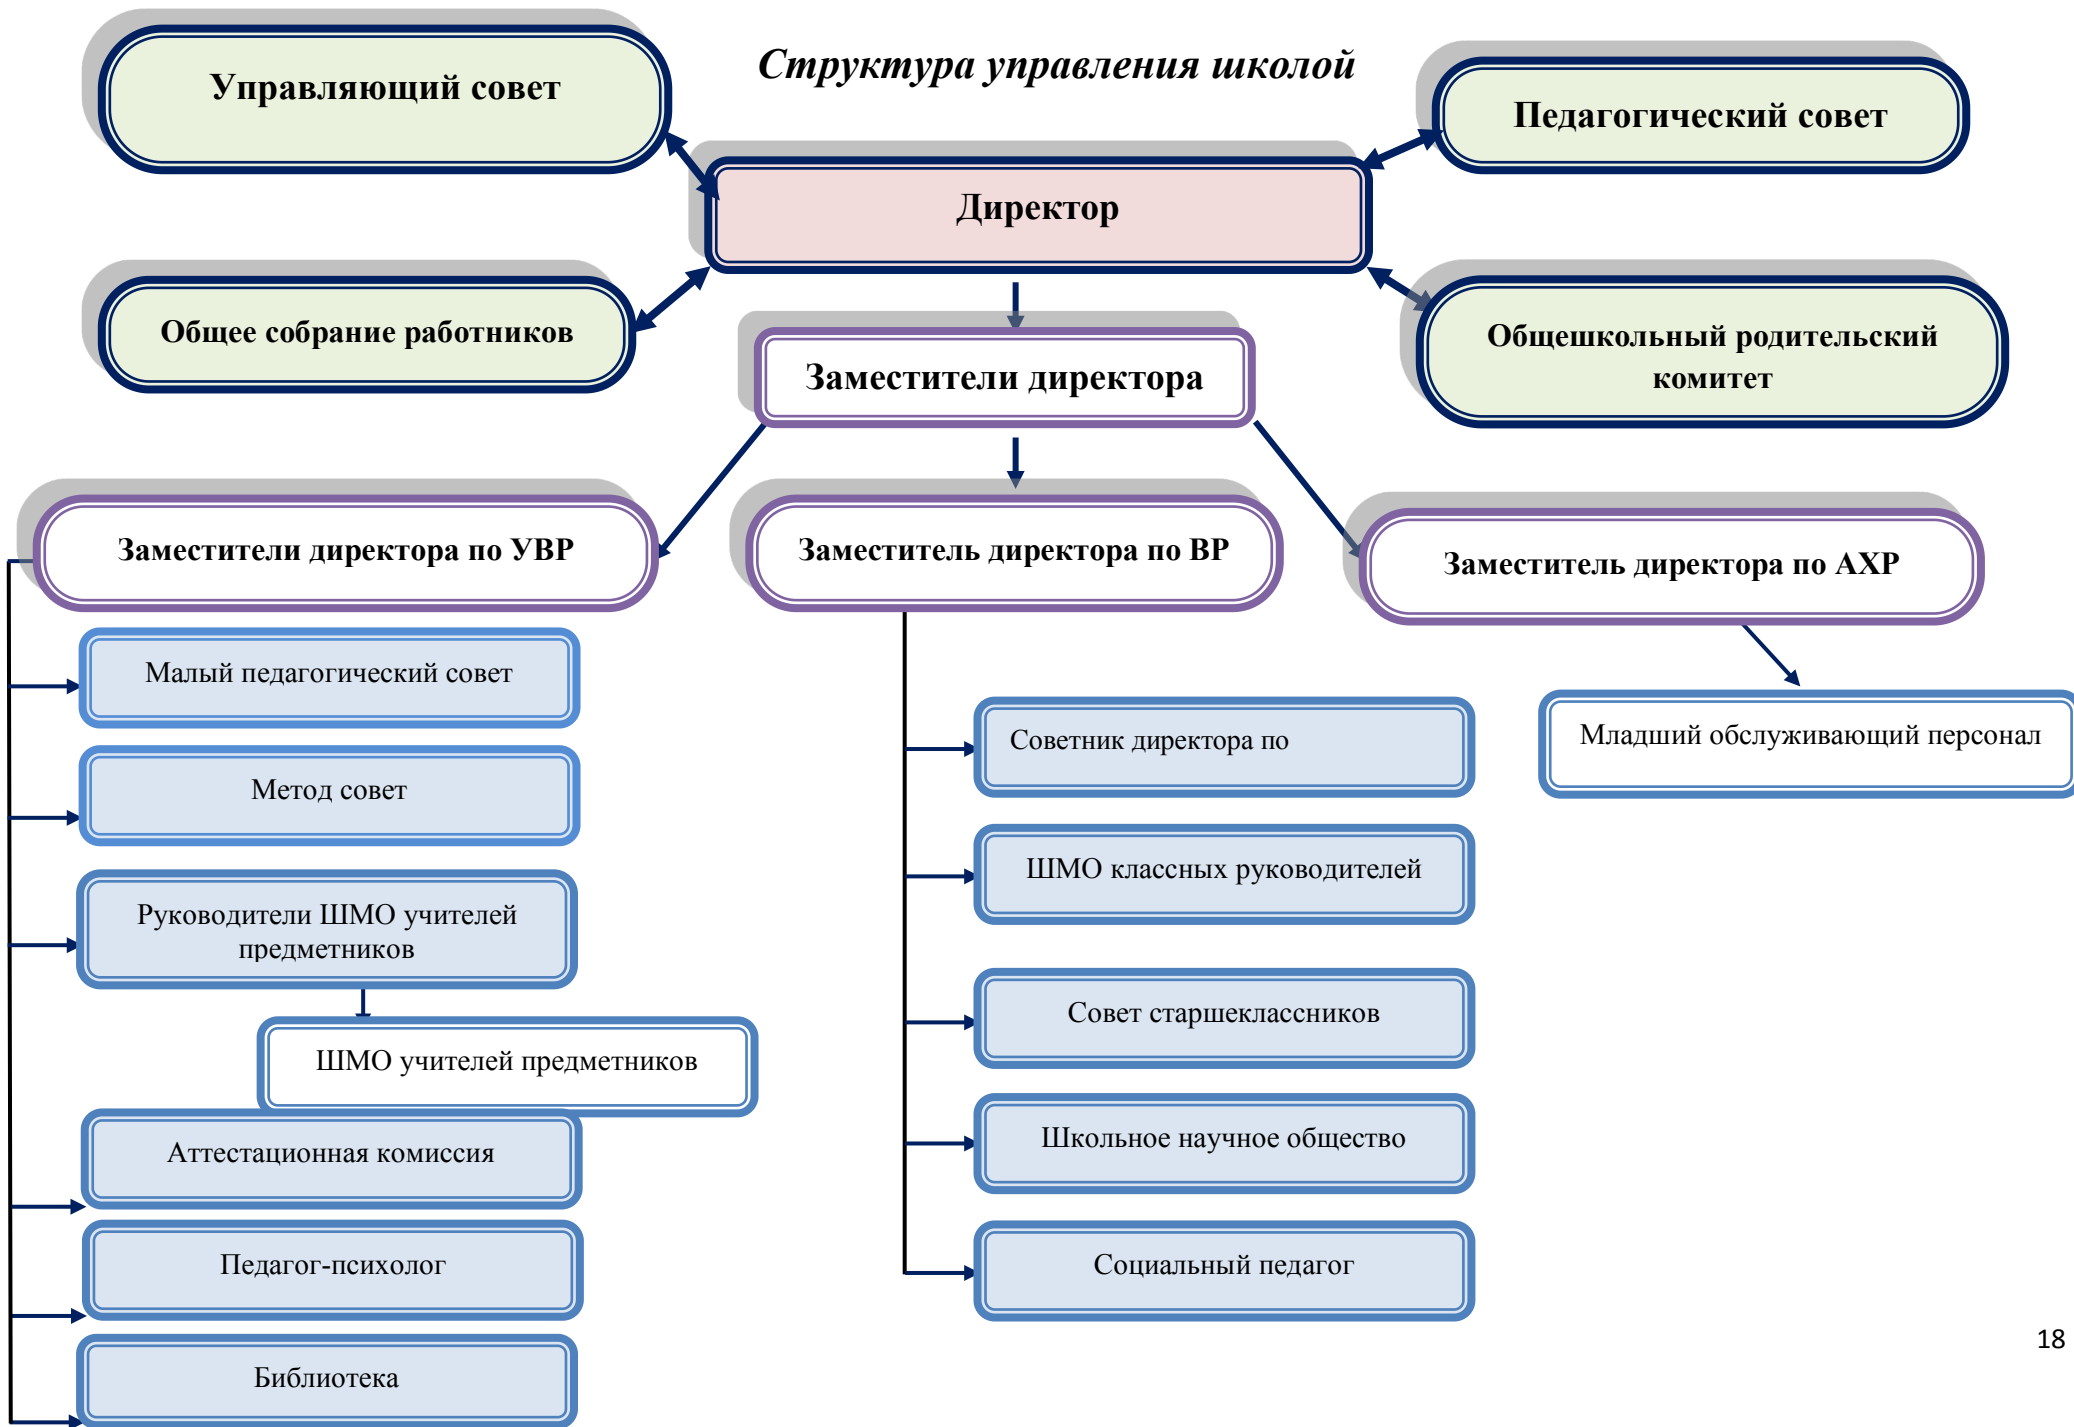 Структура управления школой
Управляющий совет
Педагогический совет
Директор
Общее собрание работников
Общешкольный родительский
комитет
Заместители директора
Заместители директора по УВР
Заместитель директора по ВР
Заместитель директора по АХР
Малый педагогический совет
Метод совет
Руководители ШМО учителей
предметников
ШМО учителей предметников
Аттестационная комиссия
Педагог-психолог
Библиотека
Советник директора по
ШМО классных руководителей
Совет старшеклассников
Школьное научное общество
Социальный педагог
Младший обслуживающий персонал
18